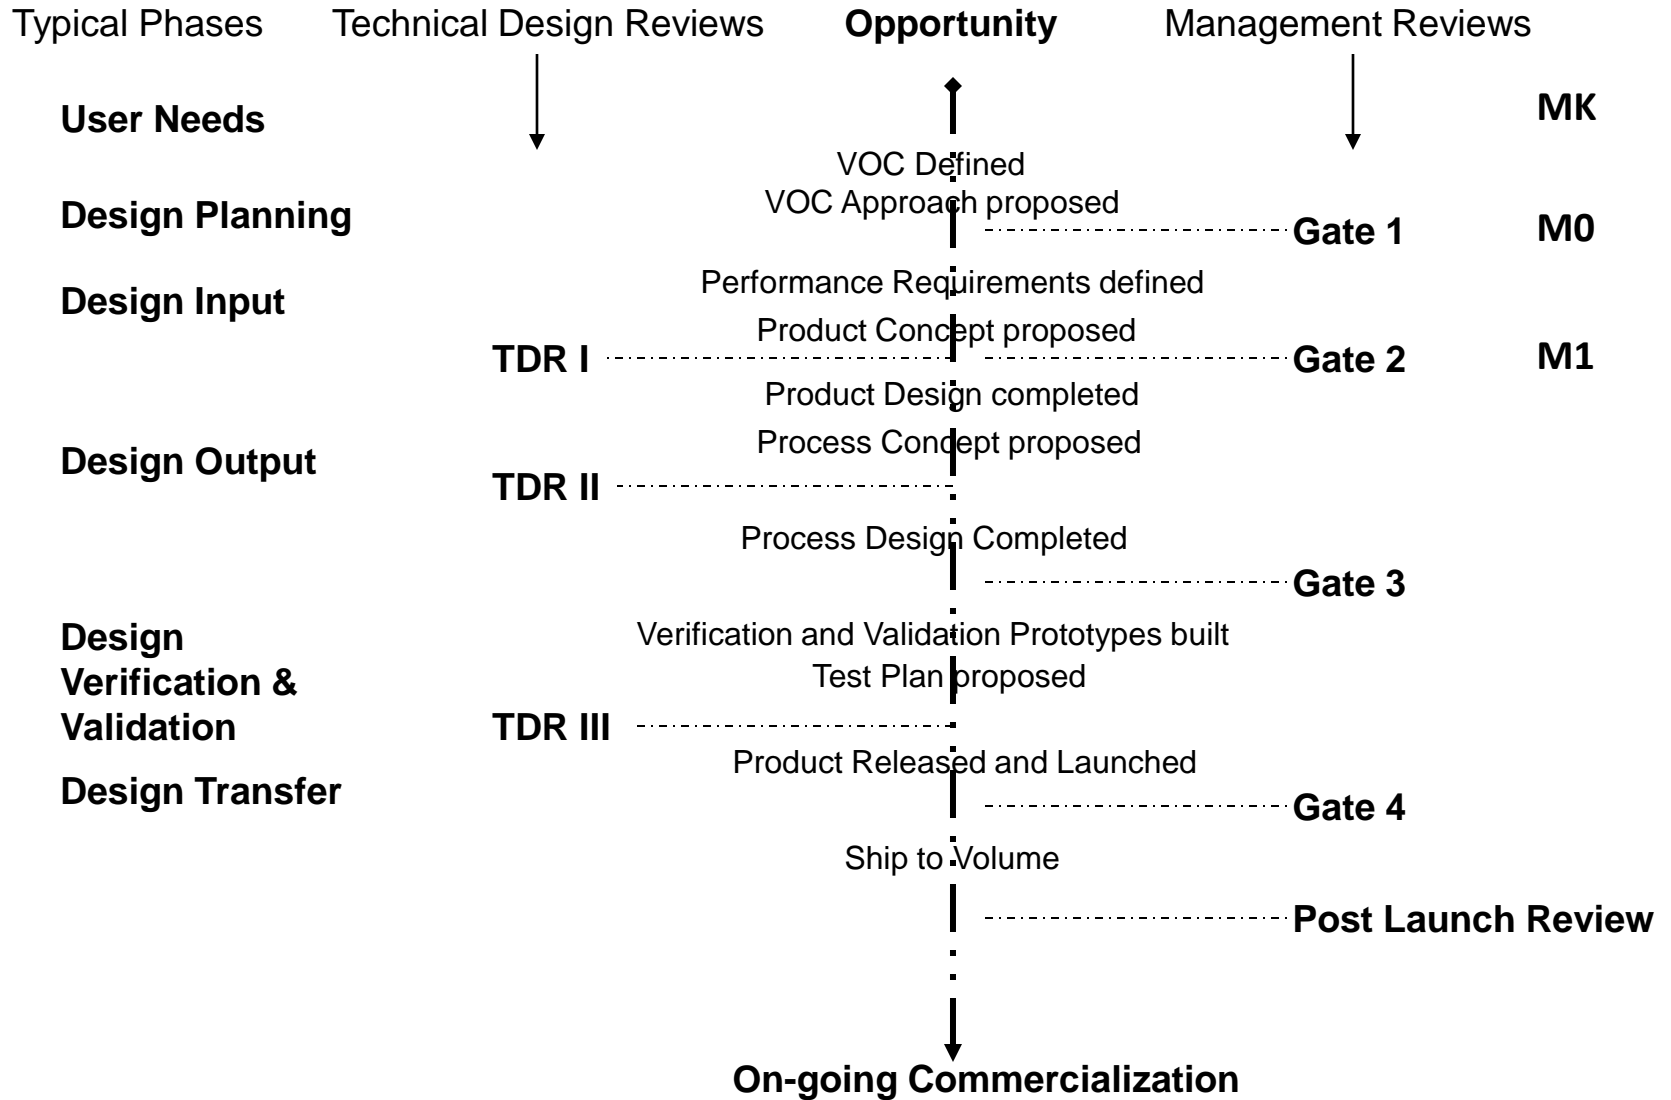 Typical Phases
Technical Design Reviews
Opportunity
Management Reviews
User Needs
MK
VOC Defined
VOC Approach proposed
Design Planning
Gate 1
M0
Performance Requirements defined
Design Input
Product Concept proposed
TDR I
Gate 2
M1
Product Design completed
Process Concept proposed
Design Output
TDR II
Process Design Completed
Gate 3
Design
Verification &
Validation
Verification and Validation Prototypes built
Test Plan proposed
TDR III
Product Released and Launched
Design Transfer
Gate 4
Ship to Volume
Post Launch Review
On-going Commercialization